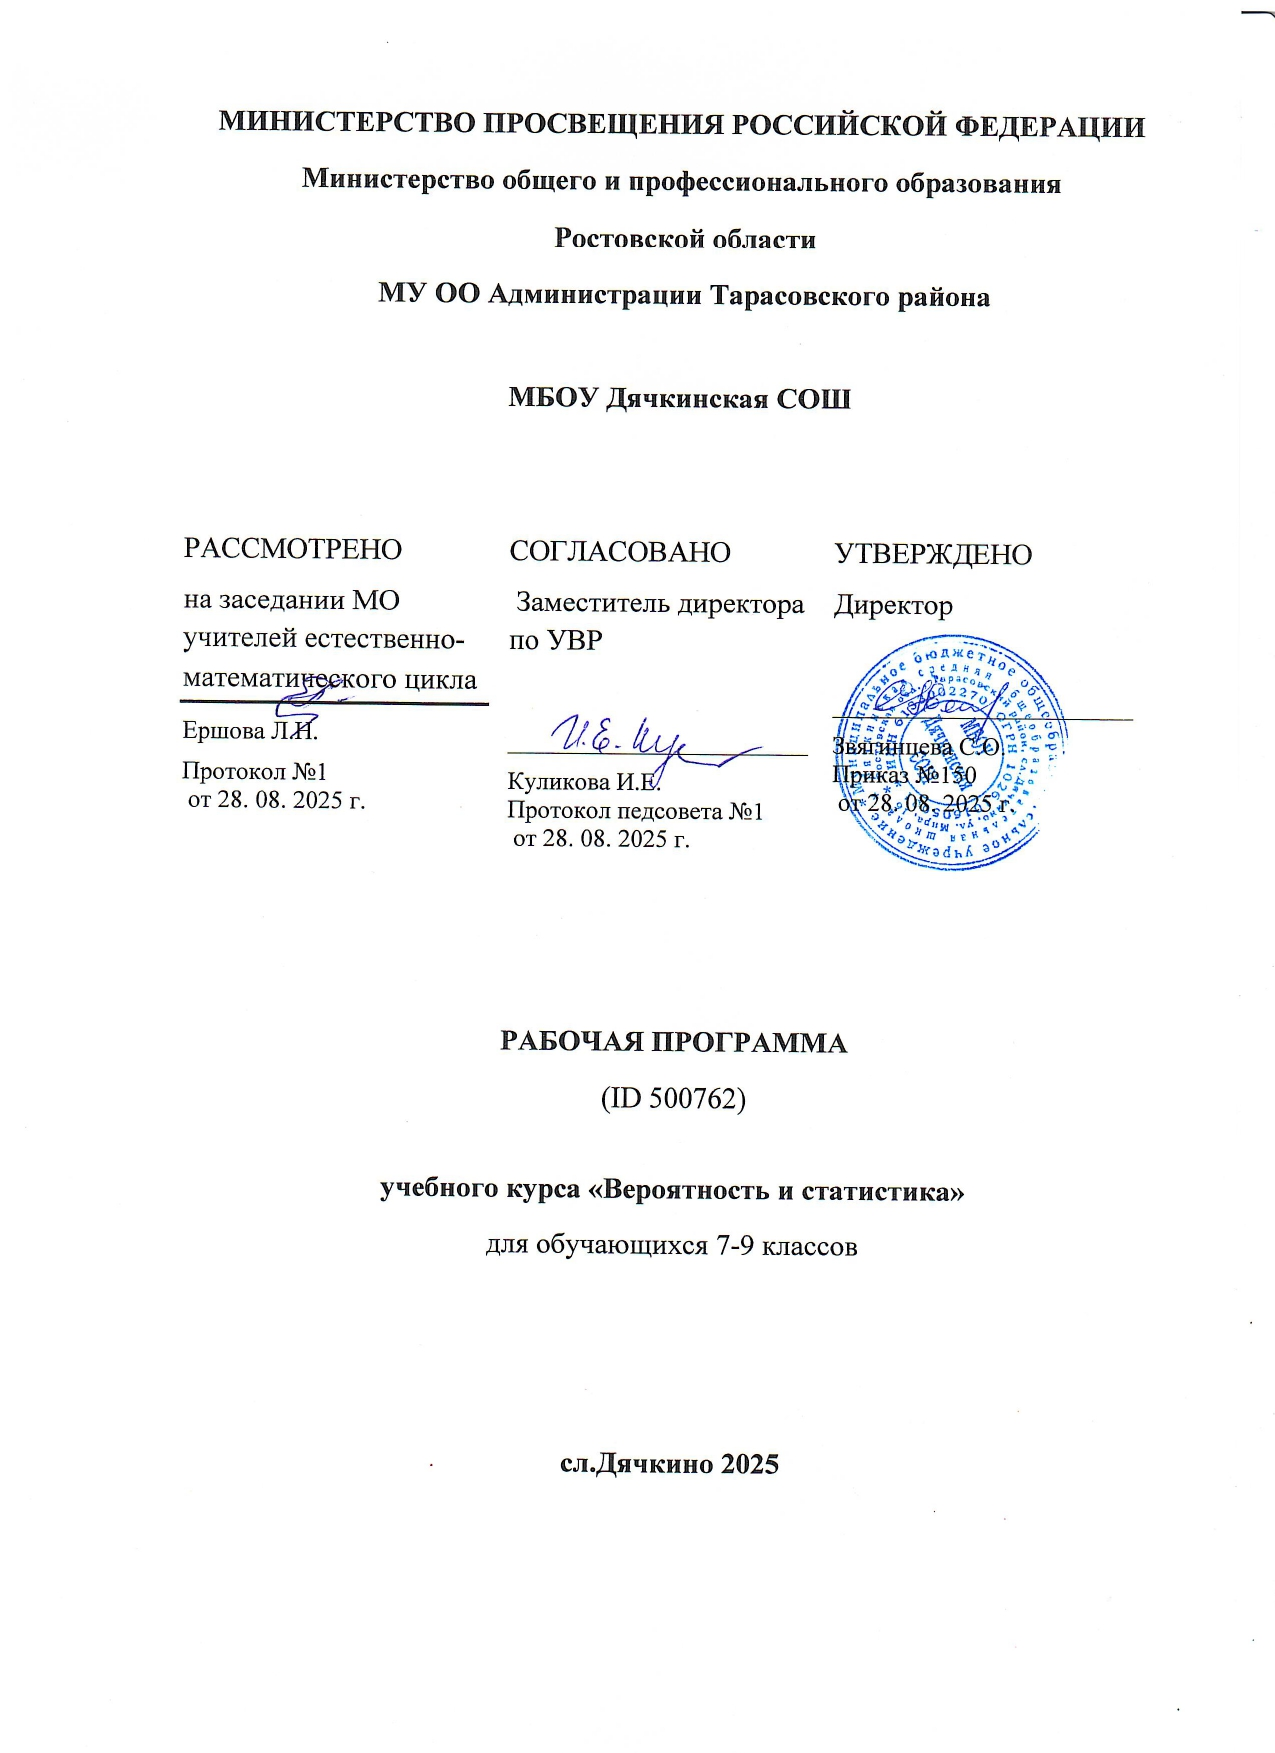 МИНИСТЕРСТВО ПРОСВЕЩЕНИЯ РОССИЙСКОЙ ФЕДЕРАЦИИ
Министерство общего и профессионального образования
Ростовской области
МУ ОО Администрации Тарасовского района
МБОУ Дячкинская СОШ
РАССМОТРЕНО
на заседании МО
учителей естественно-
математического цикла
Ершова Л.Н.
Протокол №1
от 28. 08. 2025 г.
СОГЛАСОВАНО
Заместитель директора
по УВР
Куликова И.Е.
Протокол педсовета №1
от 28. 08. 2025 г.
УТВЕРЖДЕНО
Директор
Звягинцева С.О.
Приказ №150
от 28. 08. 2025 г.
РАБОЧАЯ ПРОГРАММА
(ID 500762)
учебного курса «Вероятность и статистика»
для обучающихся 7-9 классов
сл.Дячкино 2025